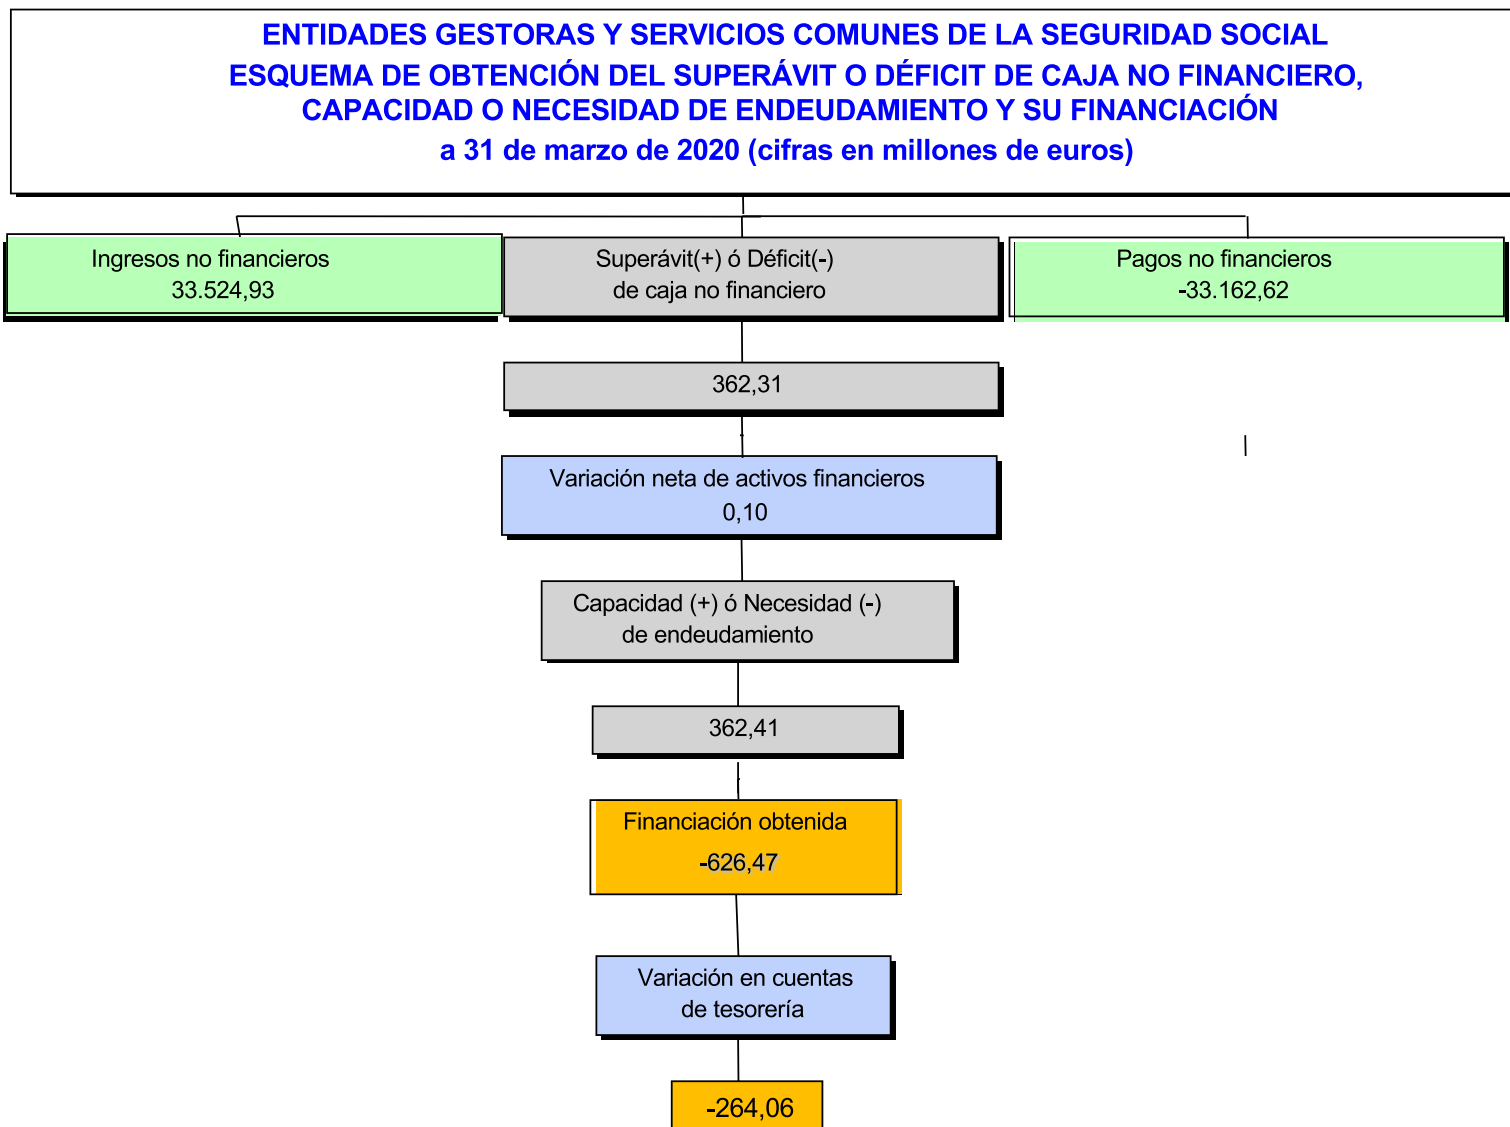 ENTIDADES GESTORAS Y SERVICIOS COMUNES DE LA SEGURIDAD SOCIAL
ESQUEMA DE OBTENCIÓN DEL SUPERÁVIT O DÉFICIT DE CAJA NO FINANCIERO,
CAPACIDAD O NECESIDAD DE ENDEUDAMIENTO Y SU FINANCIACIÓN
a 31 de marzo de 2020 (cifras en millones de euros)
Ingresos no financieros
33.524,93
Superávit(+) ó Déficit(-)
de caja no financiero
Pagos no financieros
-33.162,62
362,31
Variación neta de activos financieros
0,10
Capacidad (+) ó Necesidad (-)
de endeudamiento
362,41
Financiación obtenida
-626,47
Variación en cuentas
de tesorería
-264,06